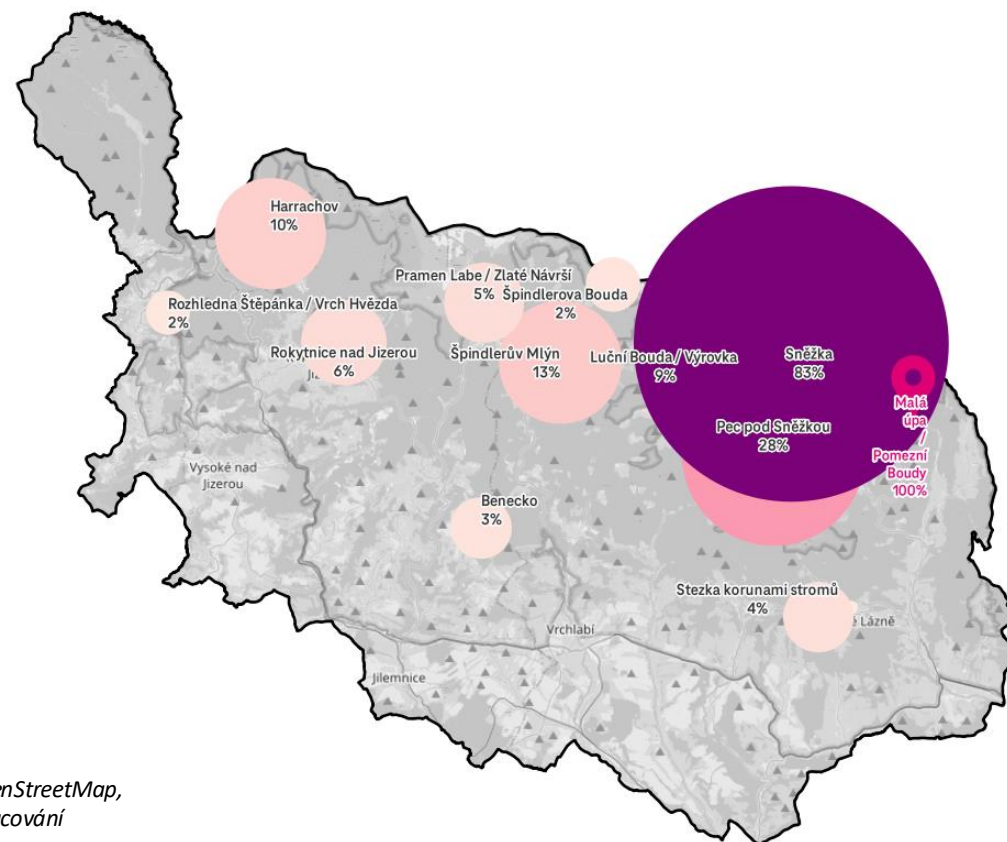 Harrachov
10%
Pramen Labe / Zlaté Návrší
5%
Špindlerova Bouda
2%
Rozhledna Štěpánka / Vrch Hvězda
2%
Rokytnice nad Jizerou
6%
Špindlerův Mlýn
13%
Luční Bouda / Výrovka
9%
Sněžka
83%
Malá
úpa
/
Pomezní
Boudy
100%
Pec pod Sněžkou
28%
Vysoké nad
Jizerou
Benecko
3%
Stezka korunami stromů
4%
Lázně
Vrchlabí
Jilemnice
enStreetMap,
cování